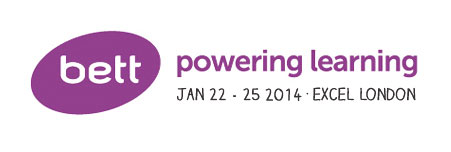 bett
powering learning
JAN 22 - 25 2014 · EXCEL LONDON